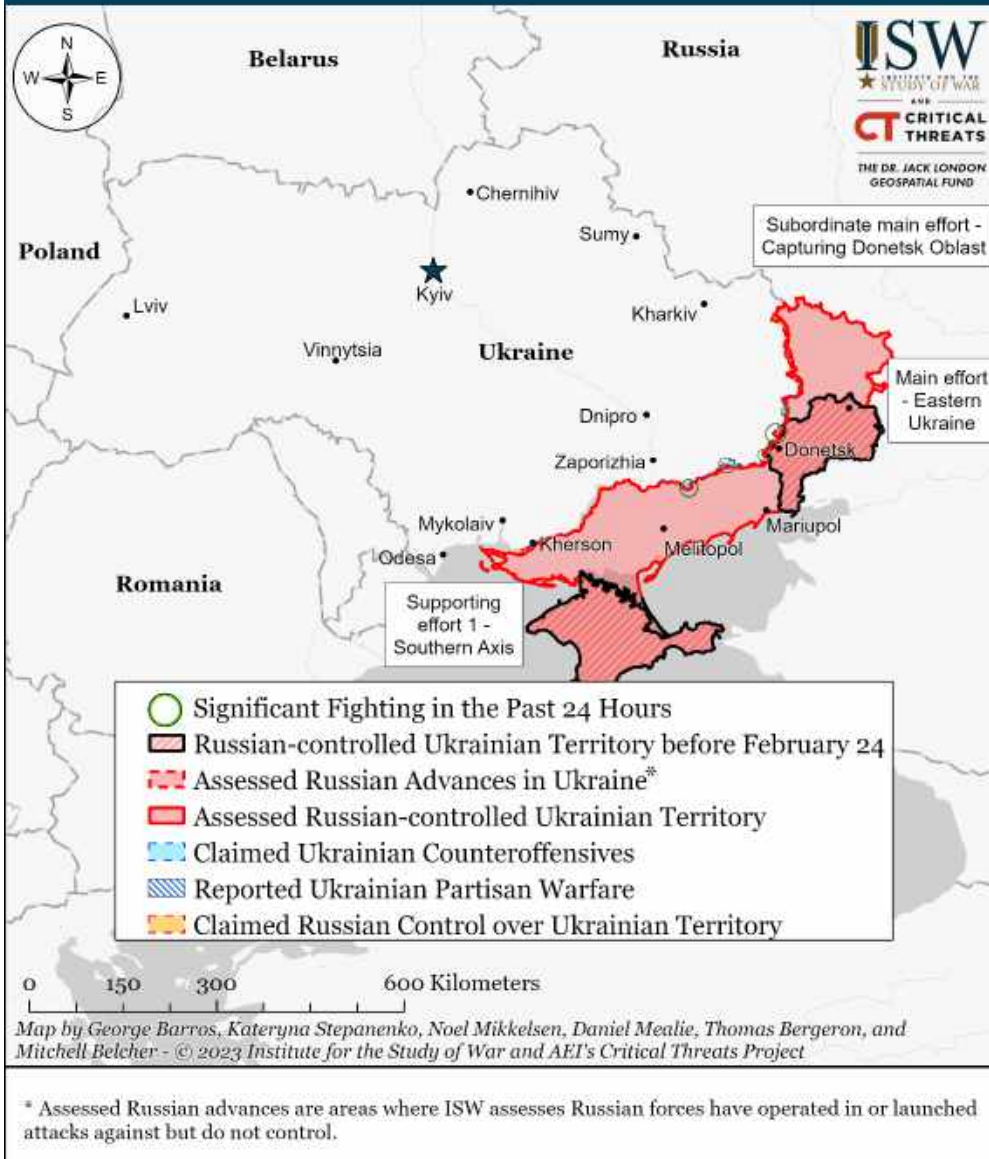 N
W E
S
Belarus
Russia
ISW
INSTITUTE FOR THE
STUDY OF WAR
AND
CT CRITICAL
THREATS
THE DR. JACK LONDON
GEOSPATIAL FUND
Chernihiv
Subordinate main effort -
Capturing Donetsk Oblast
Sumy
Poland
Kyiv
Lviv
Kharkiv
Vinnytsia
Ukraine
Main effort
- Eastern
Ukraine
Dnipro
Donetsk
Zaporizhia
Mykolaiv
Mariupol
Kherson
Melitopol
Odesa
Romania
Supporting
effort 1 -
Southern Axis
Significant Fighting in the Past 24 Hours
Russian-controlled Ukrainian Territory before February 24
Assessed Russian Advances in Ukraine*
Assessed Russian-controlled Ukrainian Territory
Claimed Ukrainian Counteroffensives
Reported Ukrainian Partisan Warfare
Claimed Russian Control over Ukrainian Territory
0 150 300 600 Kilometers
Map by George Barros, Kateryna Stepanenko, Noel Mikkelsen, Daniel Mealie, Thomas Bergeron, and
Mitchell Belcher - © 2023 Institute for the Study of War and AEI's Critical Threats Project
* Assessed Russian advances are areas where ISW assesses Russian forces have operated in or launched
attacks against but do not control.